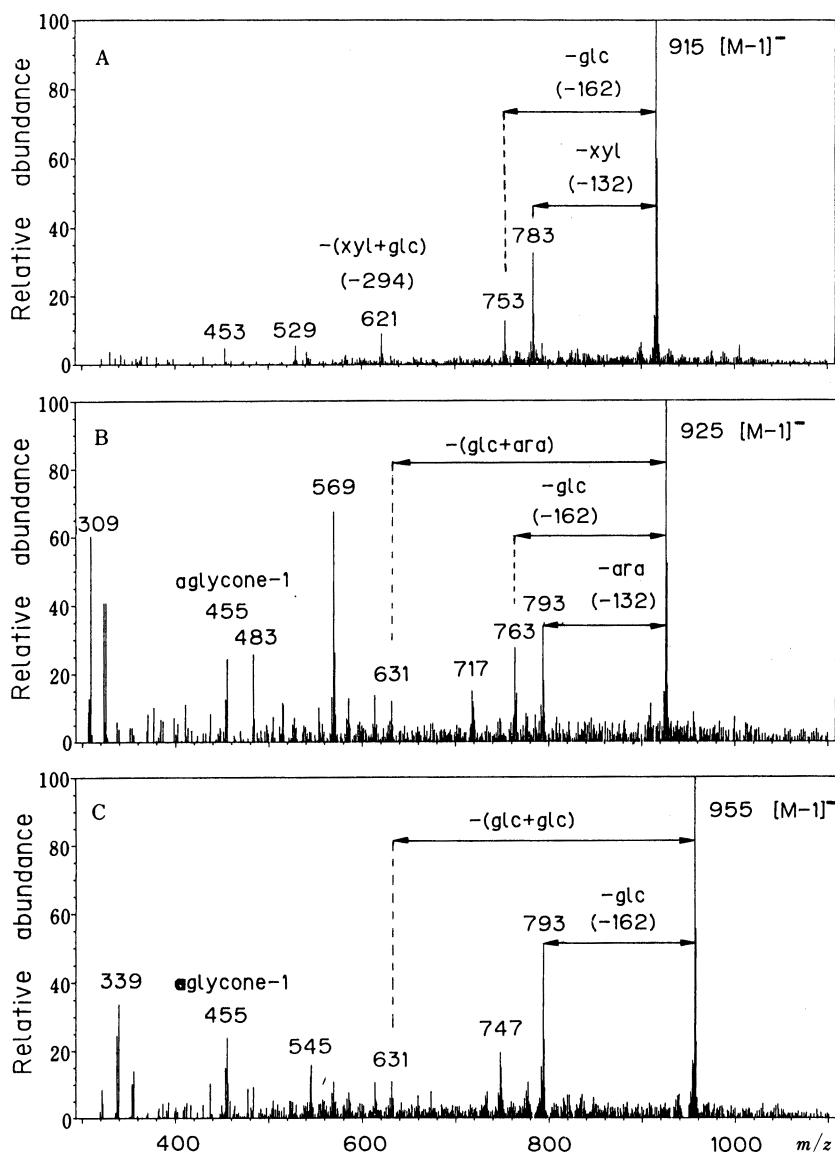 A
100
80
60
40
20
0
Relative abundance
915 [M-1]⁻
-glc
(-162)
-xyl
(-132)
783
-(xyl+glc)
(-294)
753
621
529
453
B
100
80
60
40
20
0
Relative abundance
925 [M-1]⁻
-(glc+ara)
569
-glc
(-162)
309
-ara
(-132)
793
aglycone-1
455
483
763
717
631
C
100
80
60
40
20
0
Relative abundance
955 [M-1]⁻
-(glc+glc)
-glc
(-162)
793
339
aglycone-1
455
747
545
631
400
600
800
1000
m/z